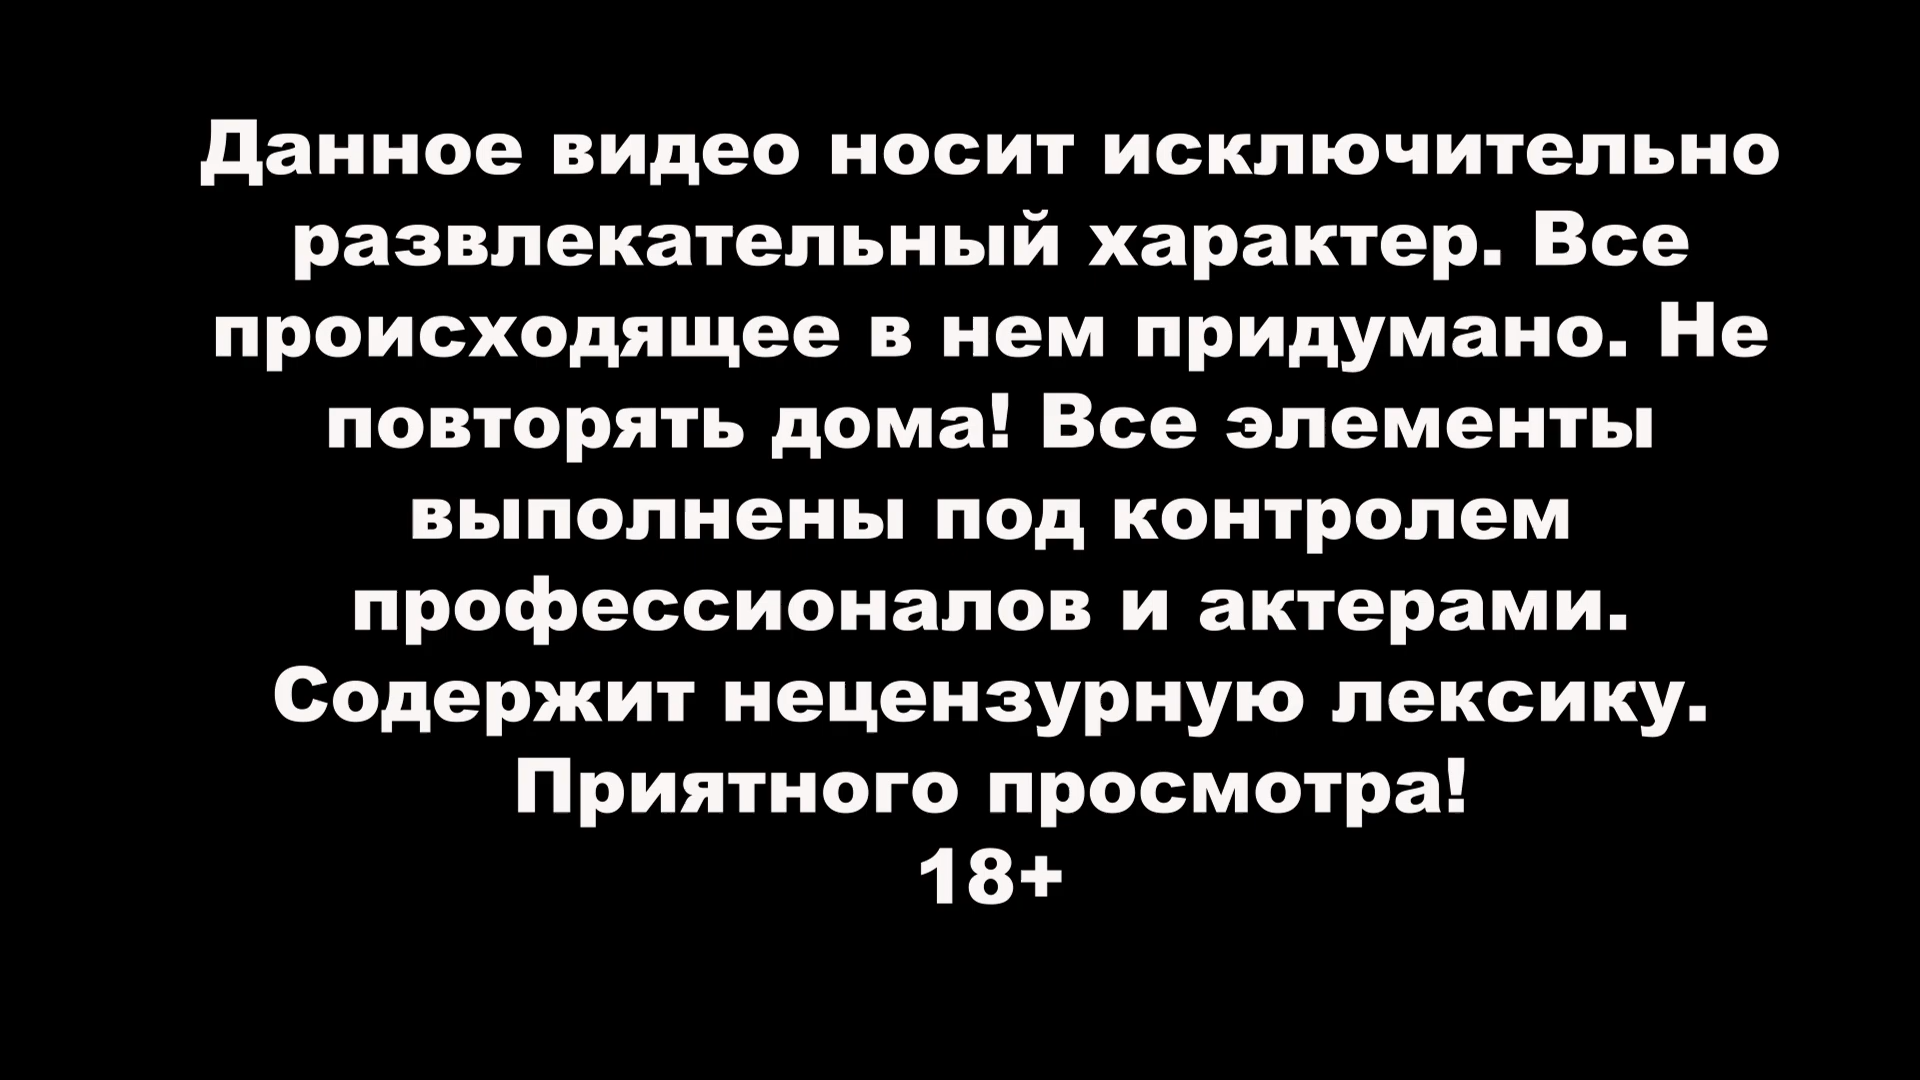 Данное видео носит исключительно
развлекательный характер. Все
происходящее в нем придумано. Не
повторять дома! Все элементы
выполнены под контролем
профессионалов и актерами.
Содержит нецензурную лексику.
Приятного просмотра!
18+